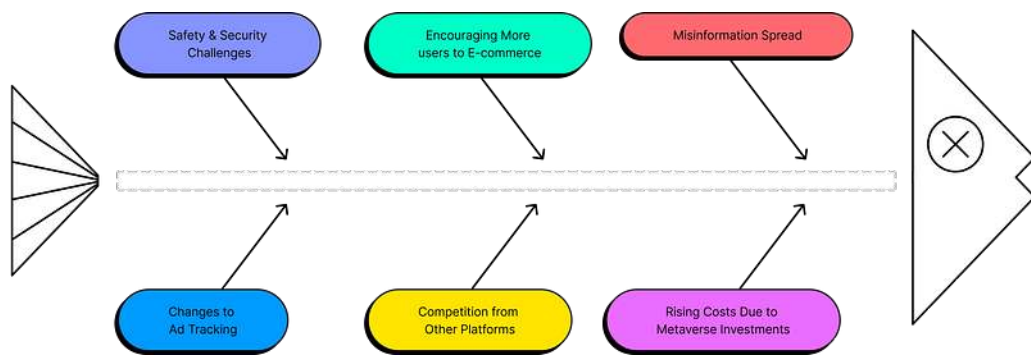 Safety & Security
Challenges
Encouraging More
users to E-commerce
Misinformation Spread
Changes to
Ad Tracking
Competition from
Other Platforms
Rising Costs Due to
Metaverse Investments